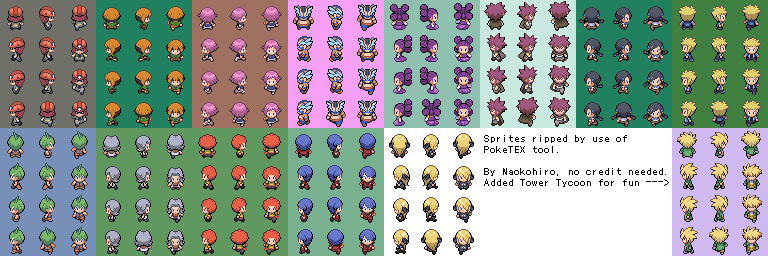 Sprites ripped by use of
PokeTEX tool.
By Naokohiro, no credit needed.
Added Tower Tycoon for fun --->